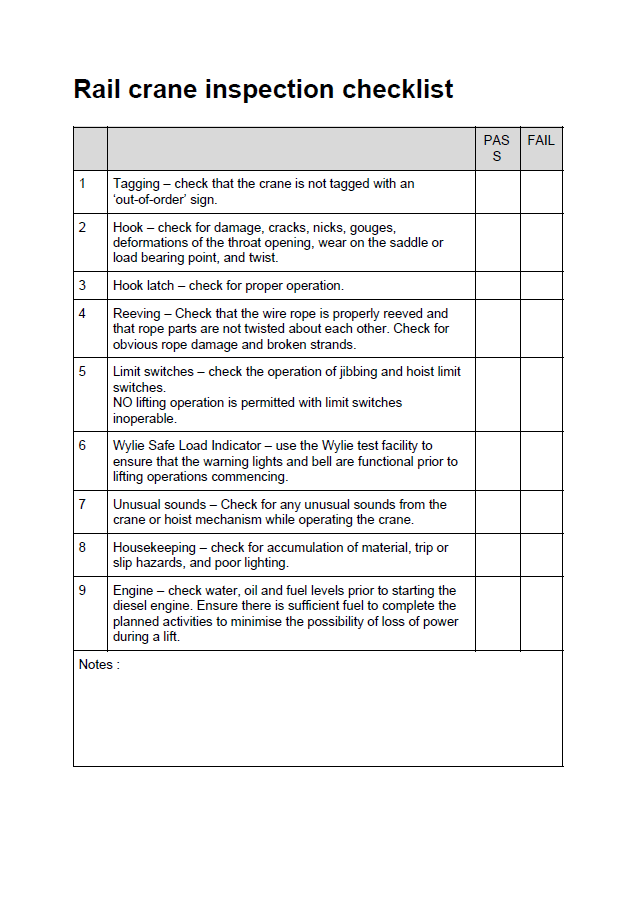 Rail crane inspection checklist
PAS
S
FAIL
1
Tagging – check that the crane is not tagged with an
‘out-of-order’ sign.
2
Hook – check for damage, cracks, nicks, gouges,
deformations of the throat opening, wear on the saddle or
load bearing point, and twist.
3
Hook latch – check for proper operation.
4
Reeving – Check that the wire rope is properly reeved and
that rope parts are not twisted about each other. Check for
obvious rope damage and broken strands.
5
Limit switches – check the operation of jibbing and hoist limit
switches.
NO lifting operation is permitted with limit switches
inoperable.
6
Wylie Safe Load Indicator – use the Wylie test facility to
ensure that the warning lights and bell are functional prior to
lifting operations commencing.
7
Unusual sounds – Check for any unusual sounds from the
crane or hoist mechanism while operating the crane.
8
Housekeeping – check for accumulation of material, trip or
slip hazards, and poor lighting.
9
Engine – check water, oil and fuel levels prior to starting the
diesel engine. Ensure there is sufficient fuel to complete the
planned activities to minimise the possibility of loss of power
during a lift.
Notes :